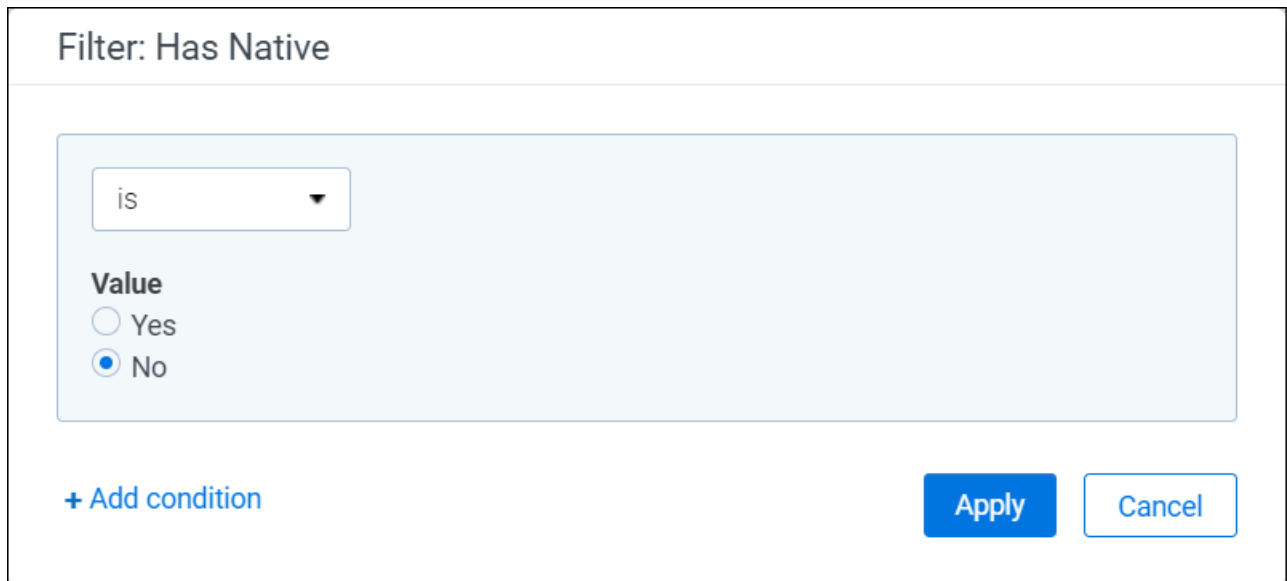 Filter: Has Native
is
Value
Yes
No
+ Add condition
Apply
Cancel